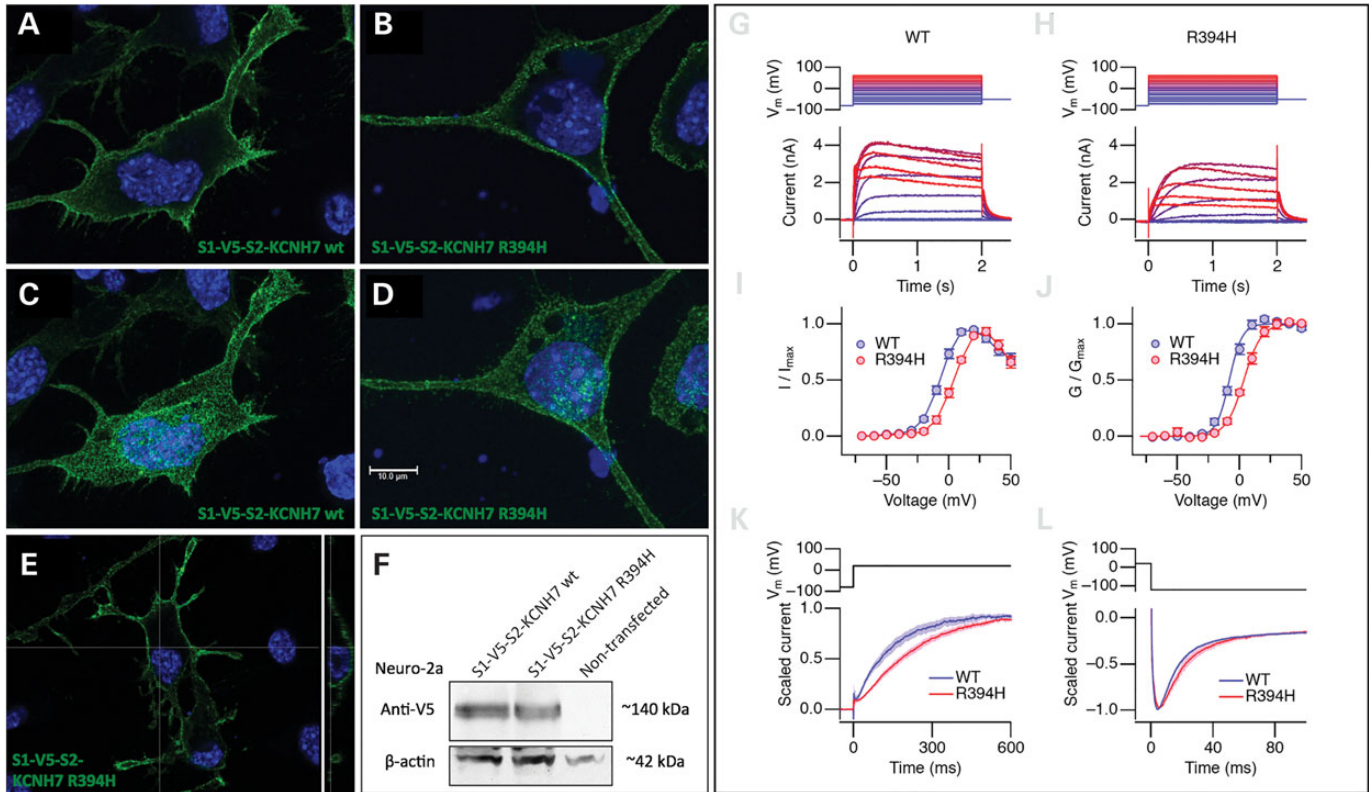 A
S1-V5-S2-KCNH7 wt
B
S1-V5-S2-KCNH7 R394H
C
S1-V5-S2-KCNH7 wt
D
10.0 µm
S1-V5-S2-KCNH7 R394H
E
S1-V5-S2-
KCNH7 R394H
F
Neuro-2a
S1-V5-S2-KCNH7 wt
S1-V5-S2-KCNH7 R394H
Non-transfected
Anti-V5
~140 kDa
β-actin
~42 kDa
G
WT
Vm (mV)
100
0
−100
Current (nA)
4
2
0
0 1 2
Time (s)
H
R394H
Vm (mV)
100
0
−100
Current (nA)
4
2
0
0 1 2
Time (s)
I
I / Imax
1.0
0.5
0.0
WT
R394H
−50 0 50
Voltage (mV)
J
G / Gmax
1.0
0.5
0.0
WT
R394H
−50 0 50
Voltage (mV)
K
Vm (mV)
100
0
−100
Scaled current
1.0
0.5
0.0
WT
R394H
0 300 600
Time (ms)
L
Vm (mV)
100
0
−100
Scaled current
0.0
−0.5
−1.0
WT
R394H
0 40 80
Time (ms)